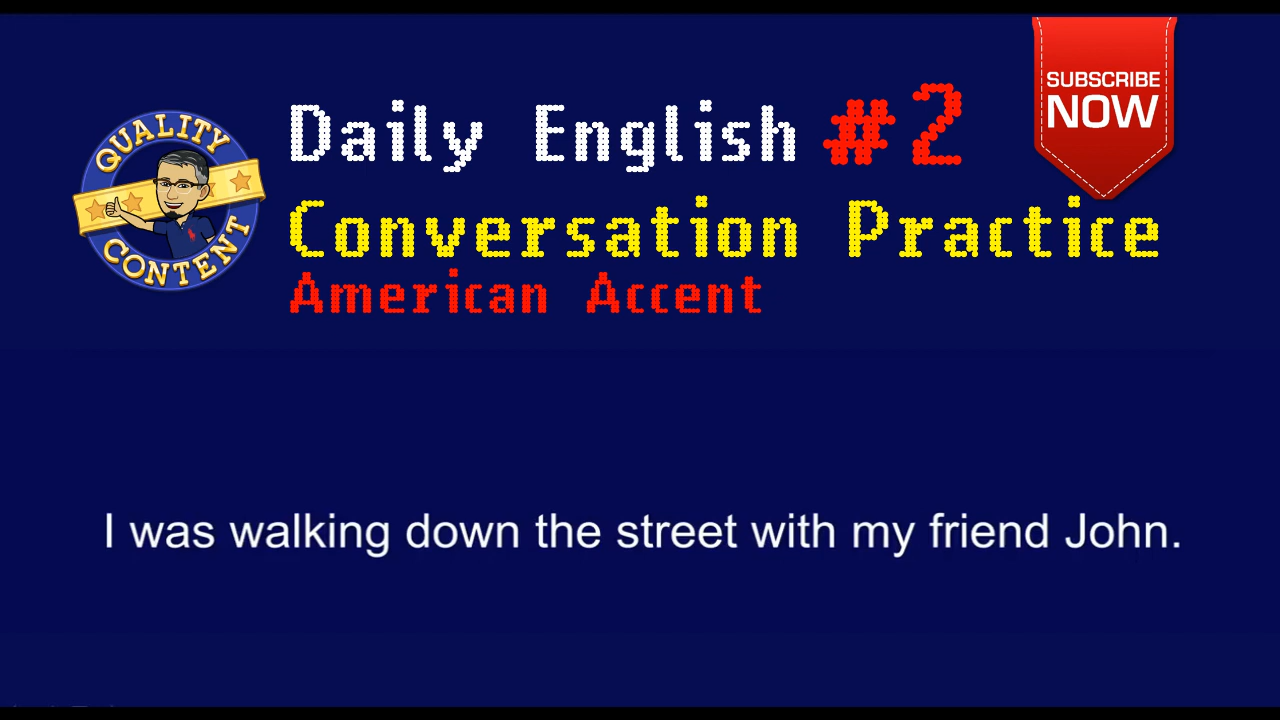 QUALITY
CONTENT
Daily English #2
Conversation Practice
American Accent
SUBSCRIBE
NOW
I was walking down the street with my friend John.